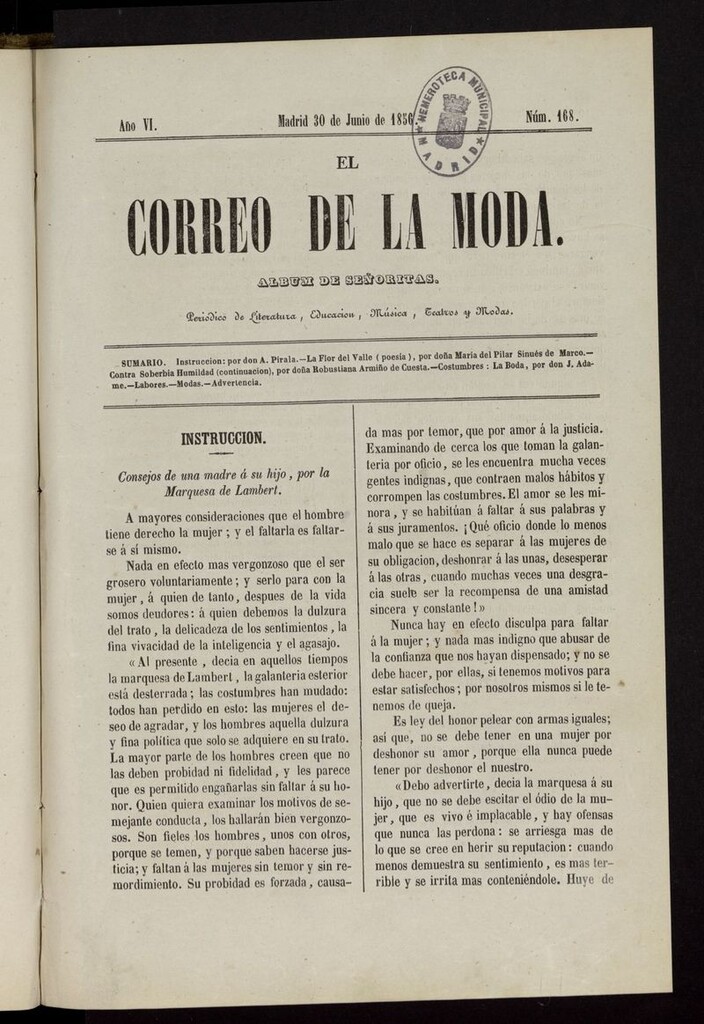 Año VI.
Madrid 30 de Junio de 1856.
Núm. 168.
HEMEROTECA MUNICIPAL
MADRID
EL
CORREO DE LA MODA.
ALBUM DE SEÑORITAS.
Periódico de Literatura, Educacion, Música, Teatros y Modas.
SUMARIO. Instruccion: por don A. Pirala.—La Flor del Valle (poesía), por doña Maria del Pilar Sinués de Marco.—
Contra Soberbia Humildad (continuacion), por doña Robustiana Armiño de Cuesta.—Costumbres: La Boda, por don J. Ada-
me.—Labores.—Modas.—Advertencia.
INSTRUCCION.
Consejos de una madre á su hijo, por la
Marquesa de Lambert.
A mayores consideraciones que el hombre
tiene derecho la mujer; y el faltarla es faltar-
se á sí mismo.
Nada en efecto mas vergonzoso que el ser
grosero voluntariamente; y serlo para con la
mujer, á quien de tanto, despues de la vida
somos deudores: á quien debemos la dulzura
del trato, la delicadeza de los sentimientos, la
fina vivacidad de la inteligencia y el agasajo.
«Al presente, decia en aquellos tiempos
la marquesa de Lambert, la galantería esterior
está desterrada; las costumbres han mudado:
todos han perdido en esto: las mujeres el de-
seo de agradar, y los hombres aquella dulzura
y fina política que solo se adquiere en su trato.
La mayor parte de los hombres creen que no
las deben probidad ni fidelidad, y les parece
que es permitido engañarlas sin faltar á su ho-
nor. Quien quiera examinar los motivos de se-
mejante conducta, los hallarán bien vergonzo-
sos. Son fieles los hombres, unos con otros,
porque se temen, y porque saben hacerse jus-
ticia; y faltan á las mujeres sin temor y sin re-
mordimiento. Su probidad es forzada, causa-
da mas por temor, que por amor á la justicia.
Examinando de cerca los que toman la galan-
teria por oficio, se les encuentra mucha veces
gentes indignas, que contraen malos hábitos y
corrompen las costumbres. El amor se les mi-
nora, y se habitúan á faltar á sus palabras y
á sus juramentos. ¡Qué oficio donde lo menos
malo que se hace es separar á las mujeres de
su obligacion, deshonrar á las unas, desesperar
á las otras, cuando muchas veces una desgra-
cia suele ser la recompensa de una amistad
sincera y constante!»
Nunca hay en efecto disculpa para faltar
á la mujer; y nada mas indigno que abusar de
la confianza que nos hayan dispensado; y no se
debe hacer, por ellas, si tenemos motivos para
estar satisfechos; por nosotros mismos si le te-
nemos de queja.
Es ley del honor pelear con armas iguales;
así que, no se debe tener en una mujer por
deshonor su amor, porque ella nunca puede
tener por deshonor el nuestro.
«Debo advertirte, decia la marquesa á su
hijo, que no se debe escitar el ódio de la mu-
jer, que es vivo é implacable, y hay ofensas
que nunca las perdona: se arriesga mas de
lo que se cree en herir su reputacion: cuando
menos demuestra su sentimiento, es mas ter-
rible y se irrita mas conteniéndole. Huye de